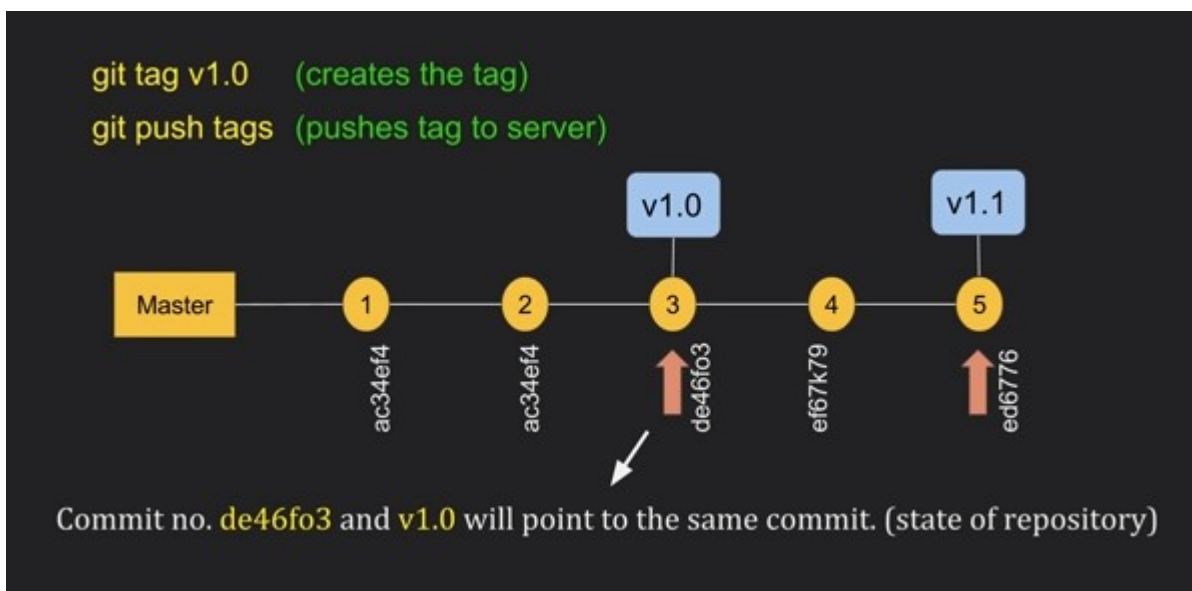 git tag v1.0 (creates the tag)
git push tags (pushes tag to server)
v1.0
v1.1
Master
1
2
3
4
5
ac34ef4
ac34ef4
de46fo3
ef67k79
ed6776
Commit no. de46fo3 and v1.0 will point to the same commit. (state of repository)